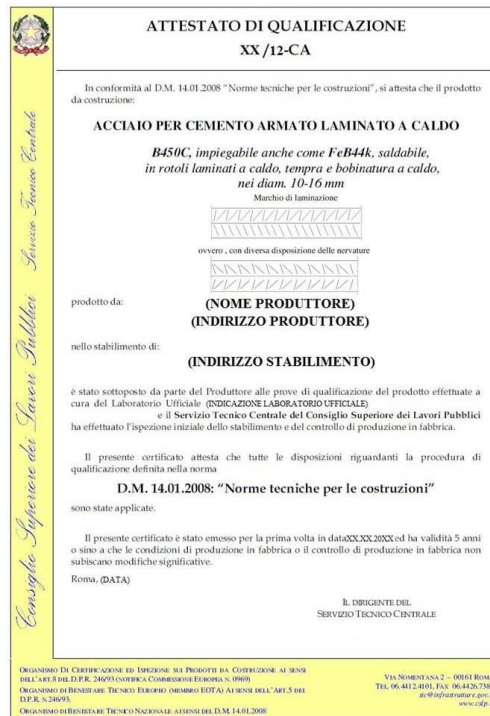 ATTESTATO DI QUALIFICAZIONE
XX /12-CA
Consiglio Superiore dei Lavori Pubblici Servizio Tecnico Centrale
In conformità al D.M. 14.01.2008 "Norme tecniche per le costruzioni", si attesta che il prodotto
da costruzione:
ACCIAIO PER CEMENTO ARMATO LAMINATO A CALDO
B450C, impiegabile anche come FeB44k, saldabile,
in rotoli laminati a caldo, tempra e bobinatura a caldo,
nei diam. 10-16 mm
Marchio di laminazione
ovvero , con diversa disposizione delle nervature
prodotto da: (NOME PRODUTTORE)
(INDIRIZZO PRODUTTORE)
nello stabilimento di:
(INDIRIZZO STABILIMENTO)
è stato sottoposto da parte del Produttore alle prove di qualificazione del prodotto effettuate a
cura del Laboratorio Ufficiale (INDICAZIONE LABORATORIO UFFICIALE)
e il Servizio Tecnico Centrale del Consiglio Superiore dei Lavori Pubblici
ha effettuato l'ispezione iniziale dello stabilimento e del controllo di produzione in fabbrica.
Il presente certificato attesta che tutte le disposizioni riguardanti la procedura di
qualificazione definita nella norma
D.M. 14.01.2008: "Norme tecniche per le costruzioni"
sono state applicate.
Il presente certificato è stato emesso per la prima volta in dataXX.XX.20XX ed ha validità 5 anni
o sino a che le condizioni di produzione in fabbrica o il controllo di produzione in fabbrica non
subiscano modifiche significative.
Roma, (DATA)
IL DIRIGENTE DEL
SERVIZIO TECNICO CENTRALE
ORGANISMO DI CERTIFICAZIONE ED ISPEZIONE SUI PRODOTTI DA COSTRUZIONE AI SENSI
DELL'ART.8 DEL D.P.R. 246/93 (NOTIFICA COMMISSIONE EUROPEA N. 0969)
ORGANISMO DI BENESTARE TECNICO EUROPEO (MEMBRO EOTA) AI SENSI DELL'ART.5 DEL
D.P.R. N.246/93.
ORGANISMO DI BENESTARE TECNICO NAZIONALE AI SENSI DEL D.M. 14.01.2008
VIA NOMENTANA 2 – 00161 ROM
TEL. 06.4412.4101, FAX 06.4426.738
stc@infrastrutture.gov.
www.cslp.